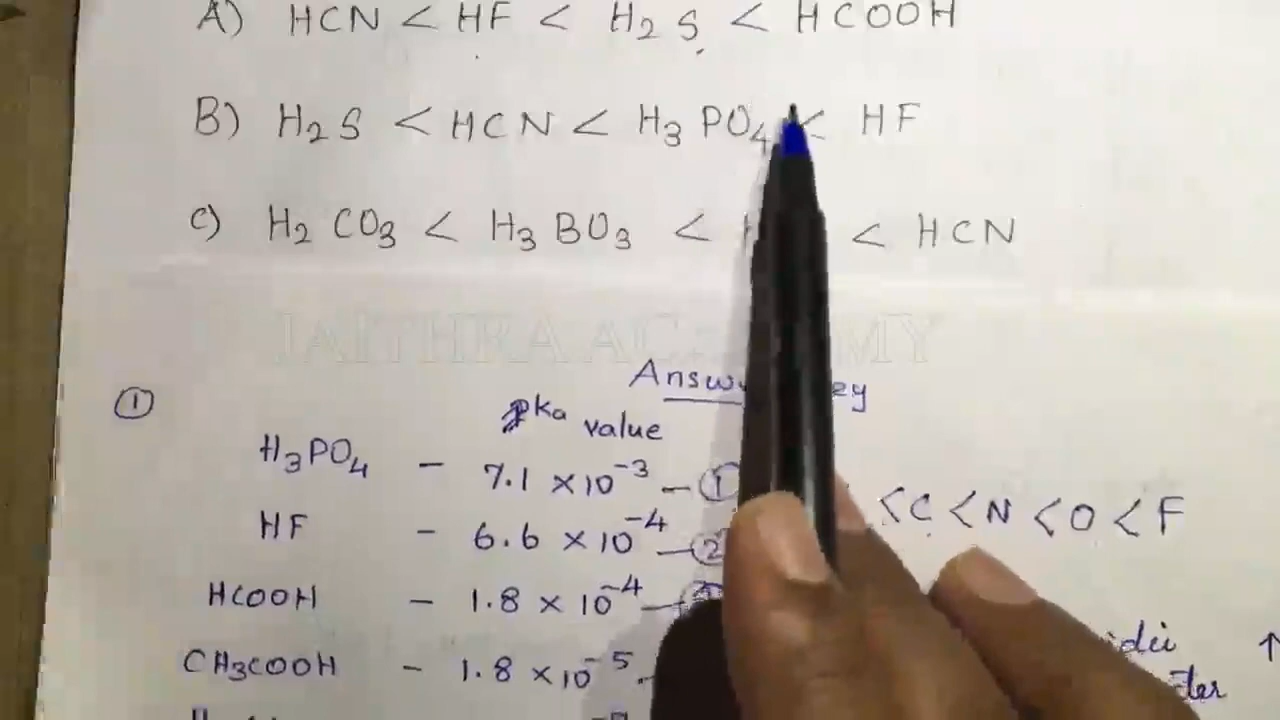 A) HCN < HF < H2S < HCOOH
B) H2S < HCN < H3PO4 < HF
C) H2CO3 < H3BO3 < < HCN
JAITHRA ACADEMY
①
pka value
H3PO4 - 7.1 × 10^-3 - ①
<C<N<O<F
HF - 6.6 × 10^-4 - ②
HCOOH - 1.8 × 10^-4 -
↑
CH3COOH - 1.8 × 10^-5